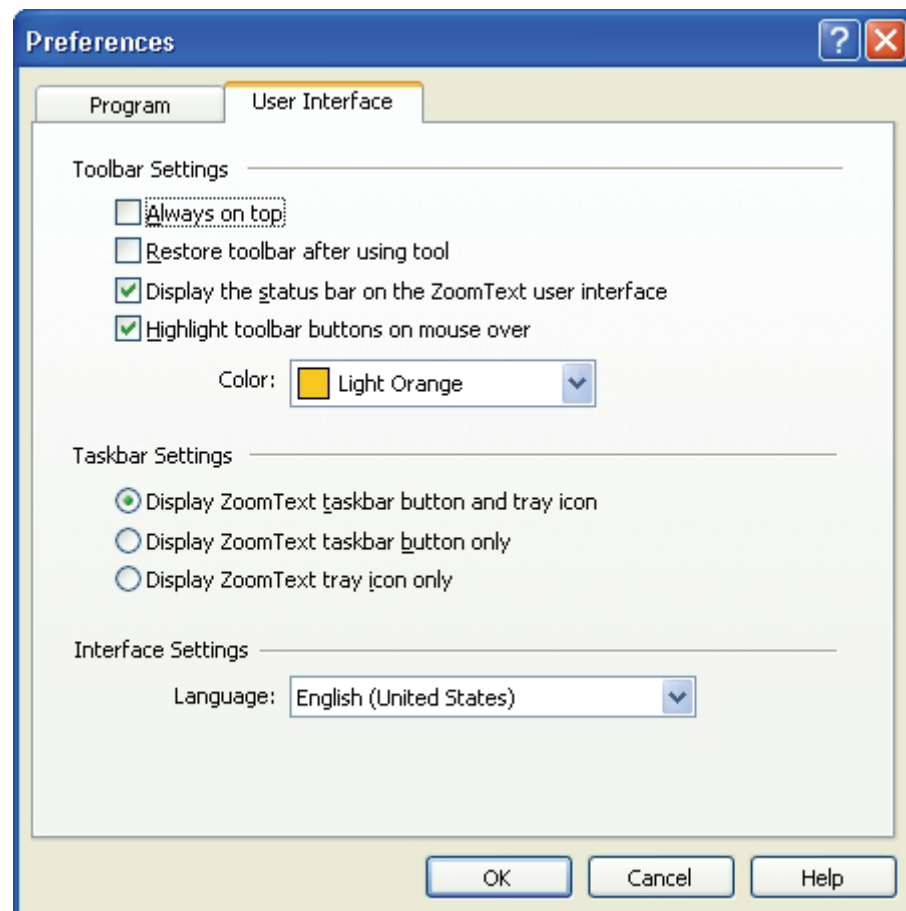 Preferences
?
Program
User Interface
Toolbar Settings
Always on top
Restore toolbar after using tool
Display the status bar on the ZoomText user interface
Highlight toolbar buttons on mouse over
Color: Light Orange
Taskbar Settings
Display ZoomText taskbar button and tray icon
Display ZoomText taskbar button only
Display ZoomText tray icon only
Interface Settings
Language: English (United States)
OK Cancel Help